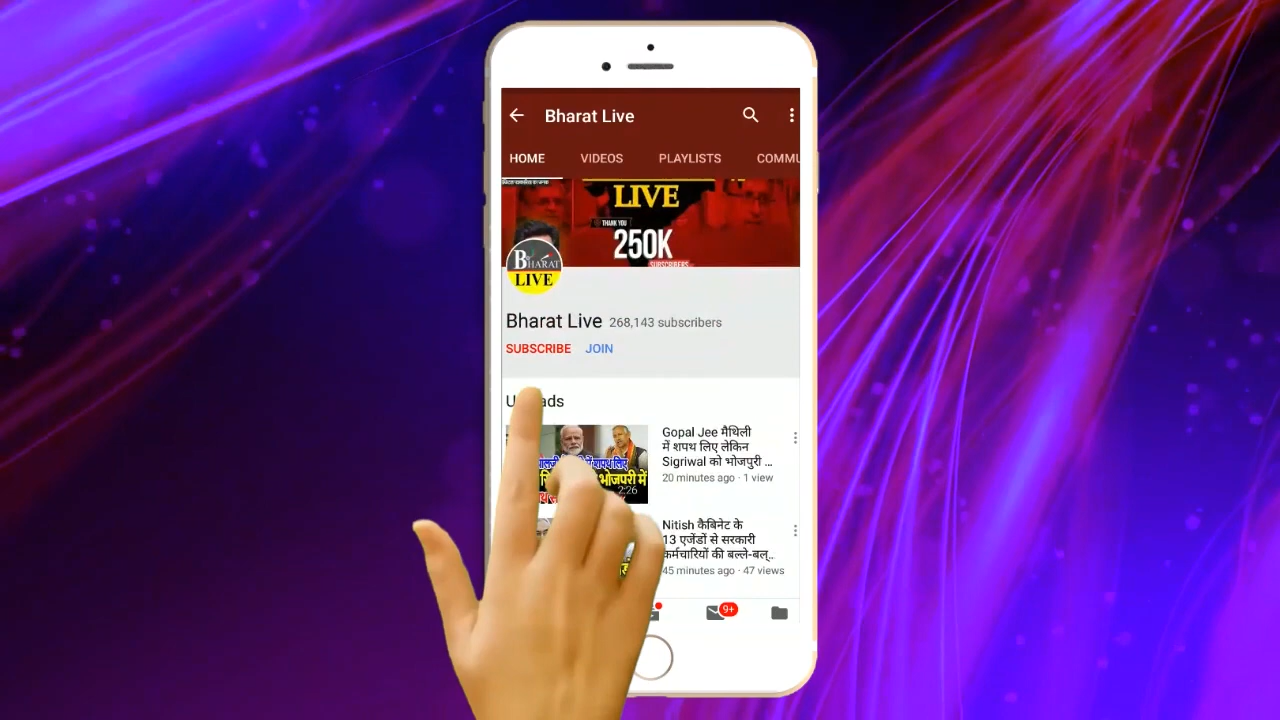 Bharat Live
HOME VIDEOS PLAYLISTS COMMU
LIVE
THANK YOU
250K
SUBSCRIBERS
BHARAT
LIVE
Bharat Live 268,143 subscribers
SUBSCRIBE JOIN
Gopal Jee मैथिली
में शपथ लिए लेकिन
Sigriwal को भोजपुरी ...
20 minutes ago · 1 view
में शपथ लिए
भोजपुरी में
2:26
Nitish कैबिनेट के
13 एजेंडों से सरकारी
कर्मचारियों की बल्ले-बल्..
45 minutes ago · 47 views
9+